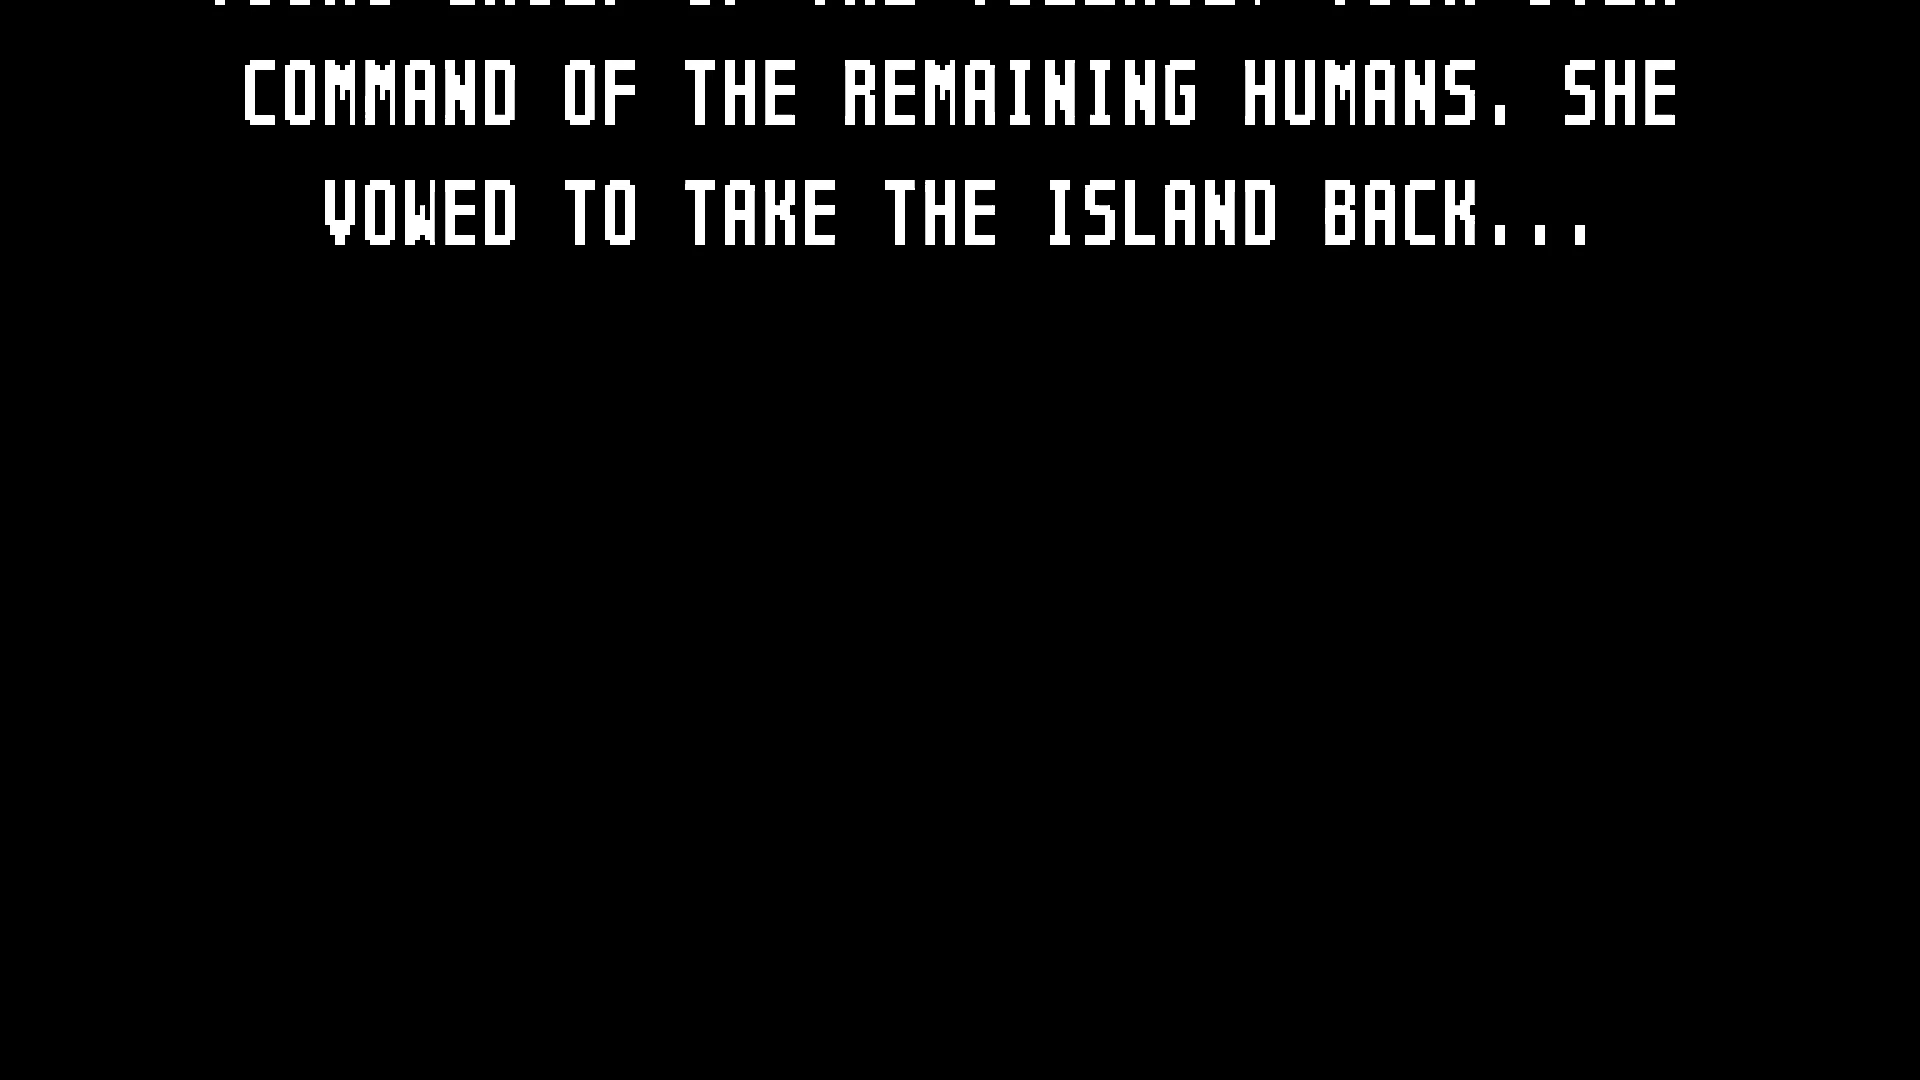 COMMAND OF THE REMAINING HUMANS. SHE
VOWED TO TAKE THE ISLAND BACK...